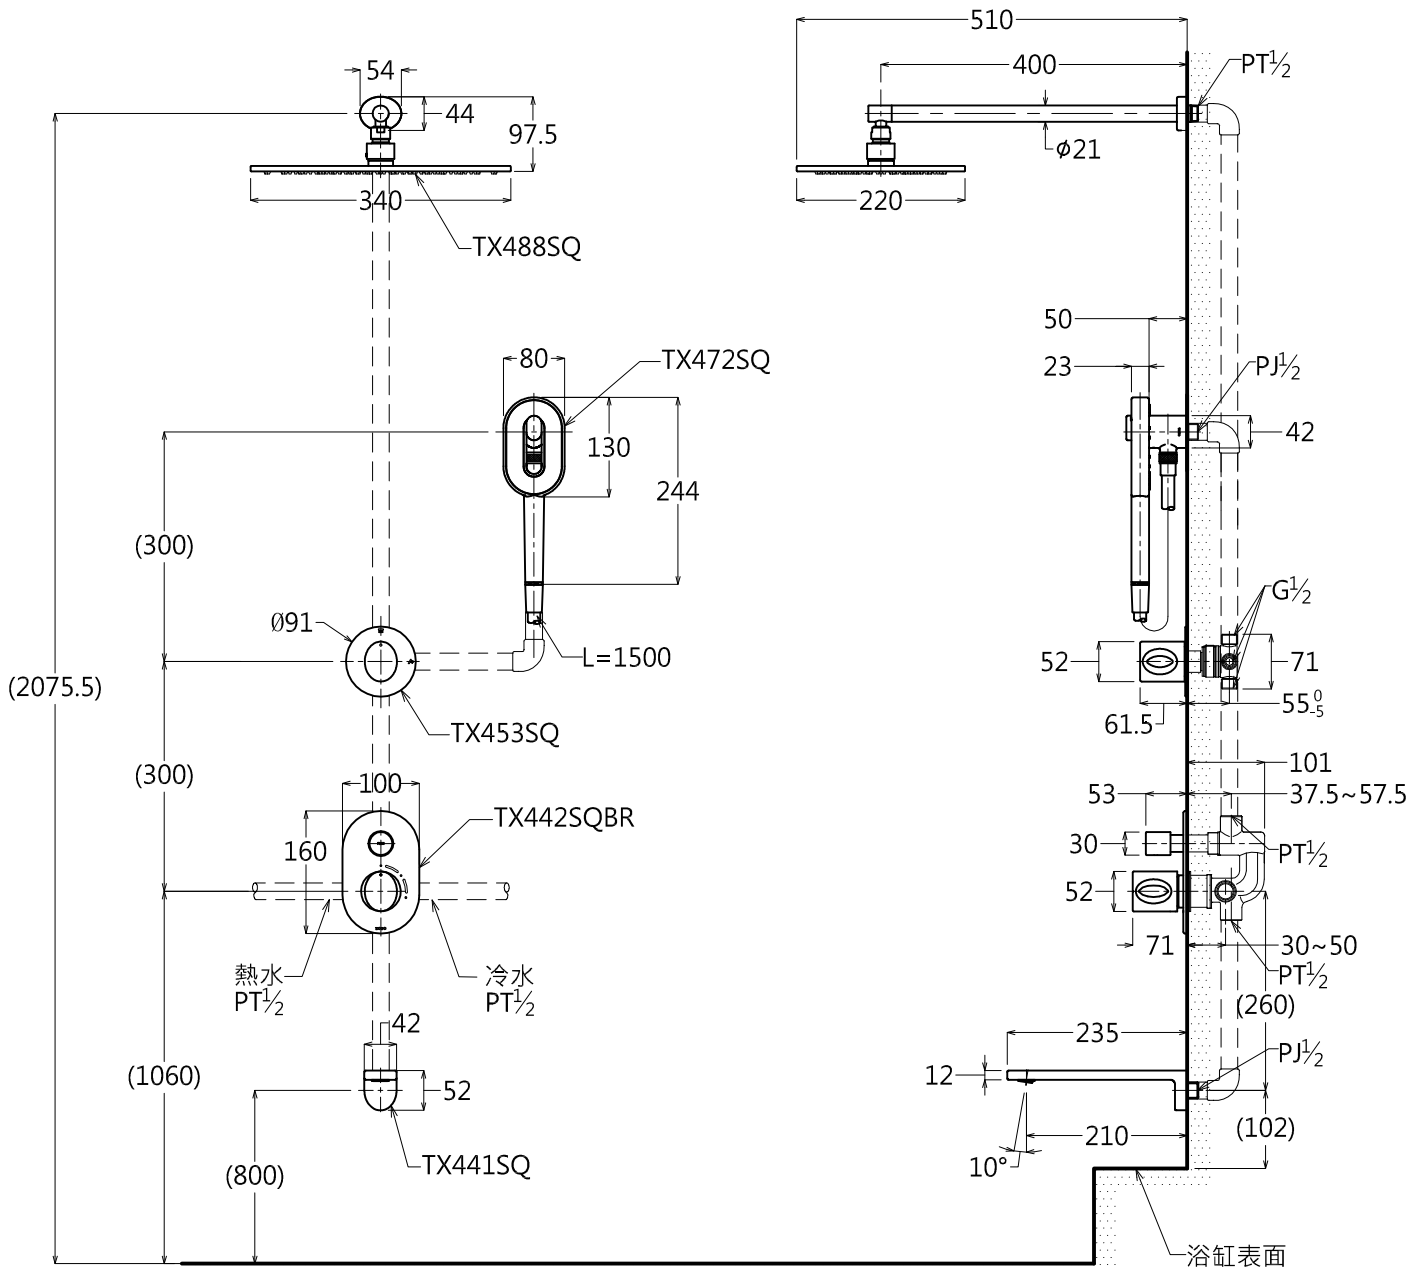 510
54
400
PT½
44
97.5
ϕ21
340
220
TX488SQ
50
80
TX472SQ
23
PJ½
130
42
244
(300)
G½
Ø91
L=1500
52
71
(2075.5)
55 0 -5
61.5
TX453SQ
101
(300)
100
53
37.5~57.5
TX442SQBR
160
30
PT½
52
71
30~50
熱水
PT½
冷水
PT½
PT½
(260)
42
235
PJ½
(1060)
12
52
(102)
210
TX441SQ
10°
(800)
浴缸表面